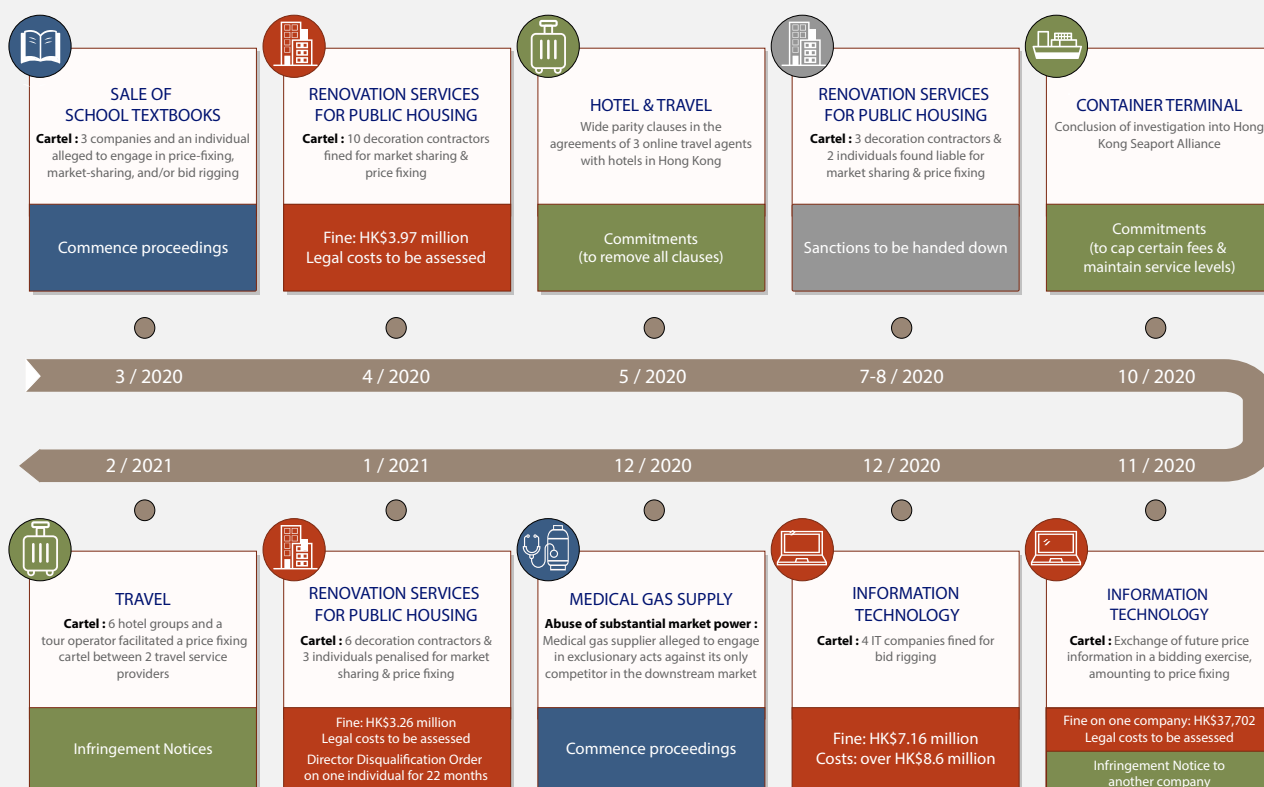 SALE OF
SCHOOL TEXTBOOKS
Cartel : 3 companies and an individual
alleged to engage in price-fixing,
market-sharing, and/or bid rigging
Commence proceedings
RENOVATION SERVICES
FOR PUBLIC HOUSING
Cartel : 10 decoration contractors
fined for market sharing &
price fixing
Fine: HK$3.97 million
Legal costs to be assessed
HOTEL & TRAVEL
Wide parity clauses in the
agreements of 3 online travel agents
with hotels in Hong Kong
Commitments
(to remove all clauses)
RENOVATION SERVICES
FOR PUBLIC HOUSING
Cartel : 3 decoration contractors &
2 individuals found liable for
market sharing & price fixing
Sanctions to be handed down
CONTAINER TERMINAL
Conclusion of investigation into Hong
Kong Seaport Alliance
Commitments
(to cap certain fees &
maintain service levels)
3 / 2020
4 / 2020
5 / 2020
7-8 / 2020
10 / 2020
2 / 2021
1 / 2021
12 / 2020
12 / 2020
11 / 2020
TRAVEL
Cartel : 6 hotel groups and a
tour operator facilitated a price fixing
cartel between 2 travel service
providers
Infringement Notices
RENOVATION SERVICES
FOR PUBLIC HOUSING
Cartel : 6 decoration contractors &
3 individuals penalised for market
sharing & price fixing
Fine: HK$3.26 million
Legal costs to be assessed
Director Disqualification Order
on one individual for 22 months
MEDICAL GAS SUPPLY
Abuse of substantial market power :
Medical gas supplier alleged to engage
in exclusionary acts against its only
competitor in the downstream market
Commence proceedings
INFORMATION
TECHNOLOGY
Cartel : 4 IT companies fined for
bid rigging
Fine: HK$7.16 million
Costs: over HK$8.6 million
INFORMATION
TECHNOLOGY
Cartel : Exchange of future price
information in a bidding exercise,
amounting to price fixing
Fine on one company: HK$37,702
Legal costs to be assessed
Infringement Notice to
another company